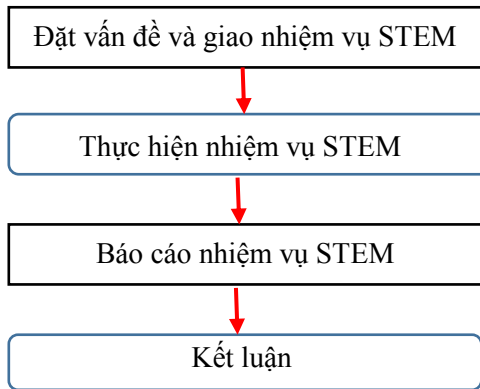 Đặt vấn đề và giao nhiệm vụ STEM
Thực hiện nhiệm vụ STEM
Báo cáo nhiệm vụ STEM
Kết luận